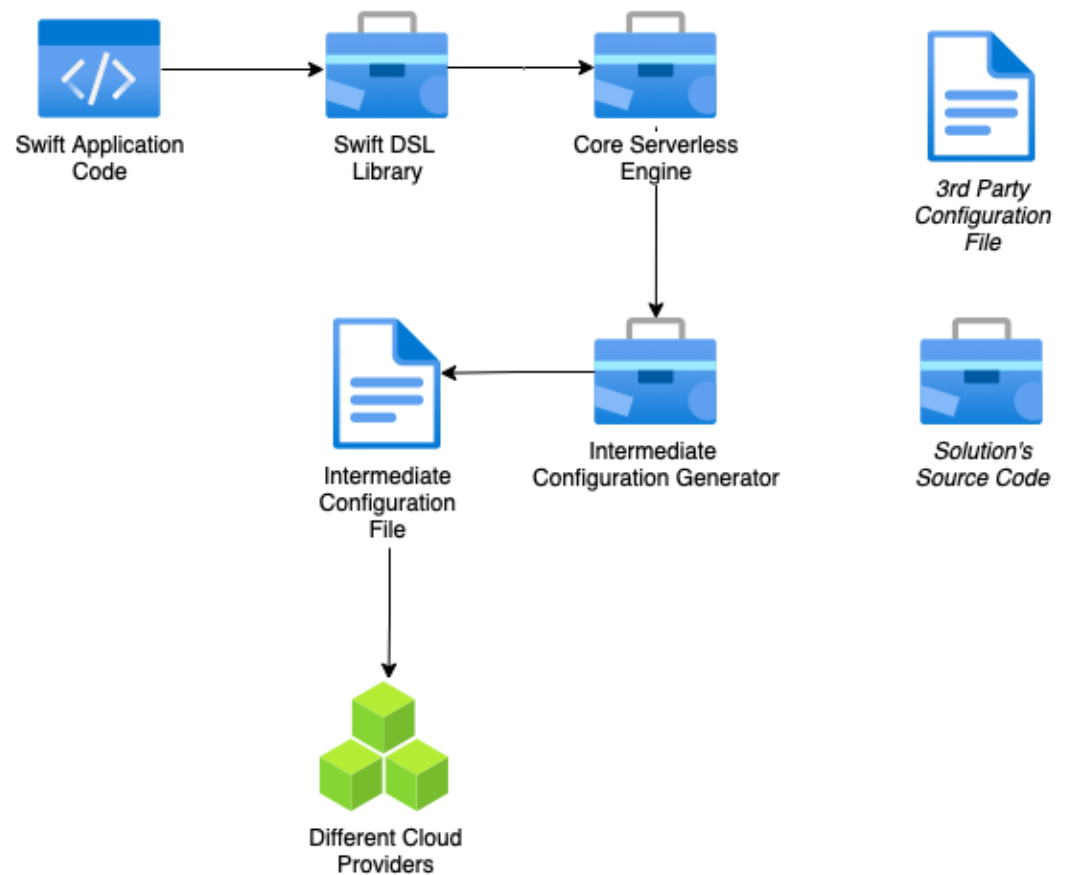 Swift Application
Code
Swift DSL
Library
Core Serverless
Engine
3rd Party
Configuration
File
Intermediate
Configuration
File
Intermediate
Configuration Generator
Solution's
Source Code
Different Cloud
Providers